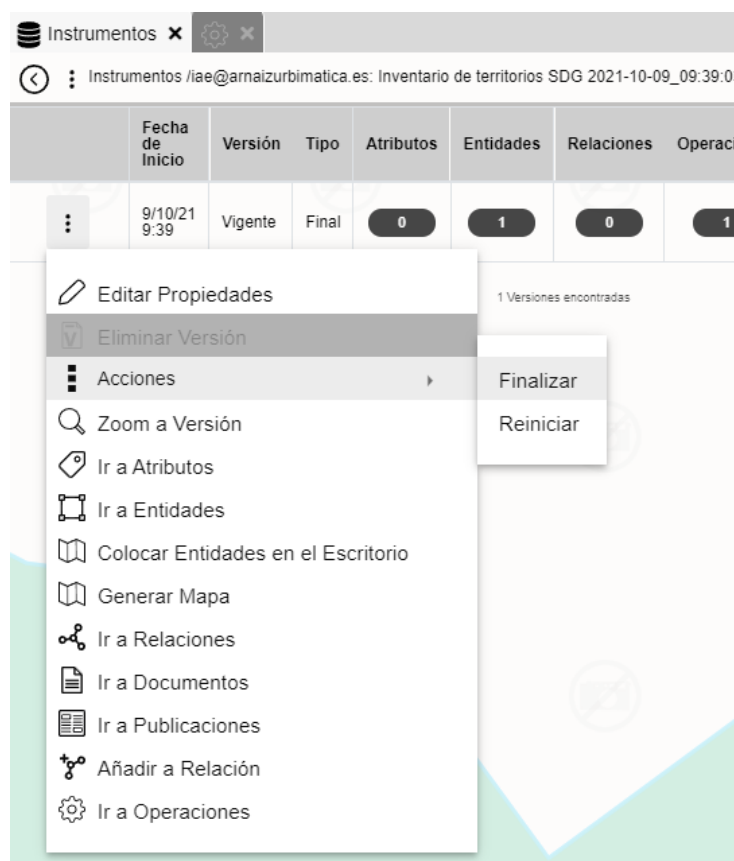 Instrumentos
Instrumentos /iae@arnaizurbimatica.es: Inventario de territorios SDG 2021-10-09_09:39:0
Fecha
de
Inicio
Versión Tipo Atributos Entidades Relaciones Operaci
9/10/21
9:39
Vigente Final 0 1 0 1
Editar Propiedades
1 Versiones encontradas
Eliminar Versión
Acciones
Finalizar
Reiniciar
Zoom a Versión
Ir a Atributos
Ir a Entidades
Colocar Entidades en el Escritorio
Generar Mapa
Ir a Relaciones
Ir a Documentos
Ir a Publicaciones
Añadir a Relación
Ir a Operaciones